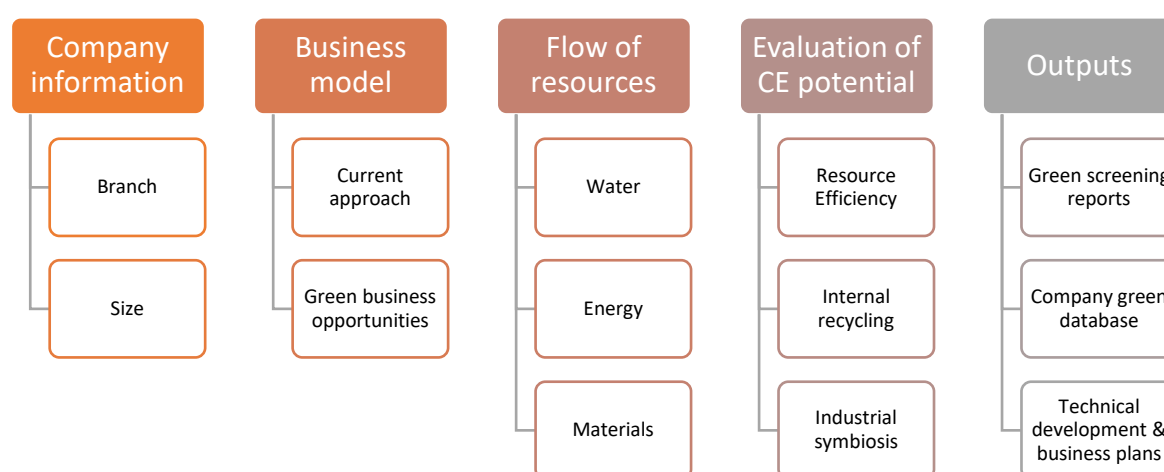 Company
information
Branch
Size
Business
model
Current
approach
Green business
opportunities
Flow of
resources
Water
Energy
Materials
Evaluation of
CE potential
Resource
Efficiency
Internal
recycling
Industrial
symbiosis
Outputs
Green screening
reports
Company green
database
Technical
development &
business plans